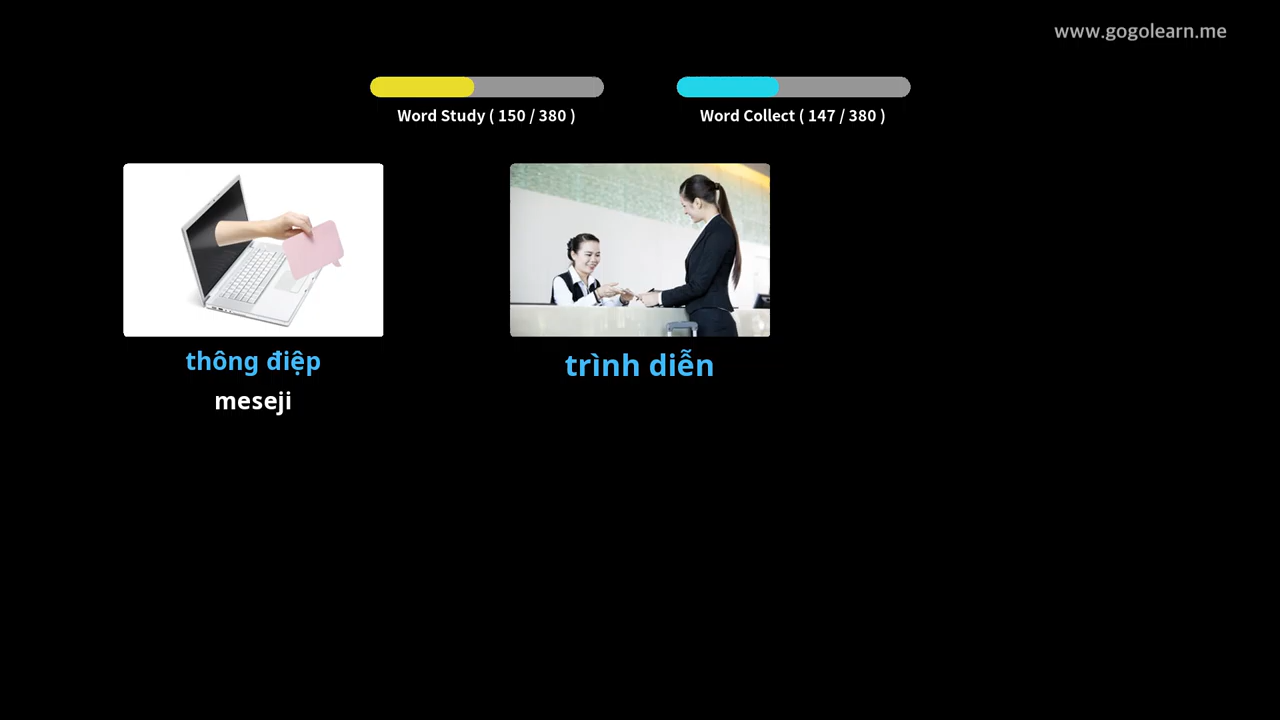 www.gogolearn.me
Word Study ( 150 / 380 )
Word Collect ( 147 / 380 )
thông điệp
meseji
trình diễn